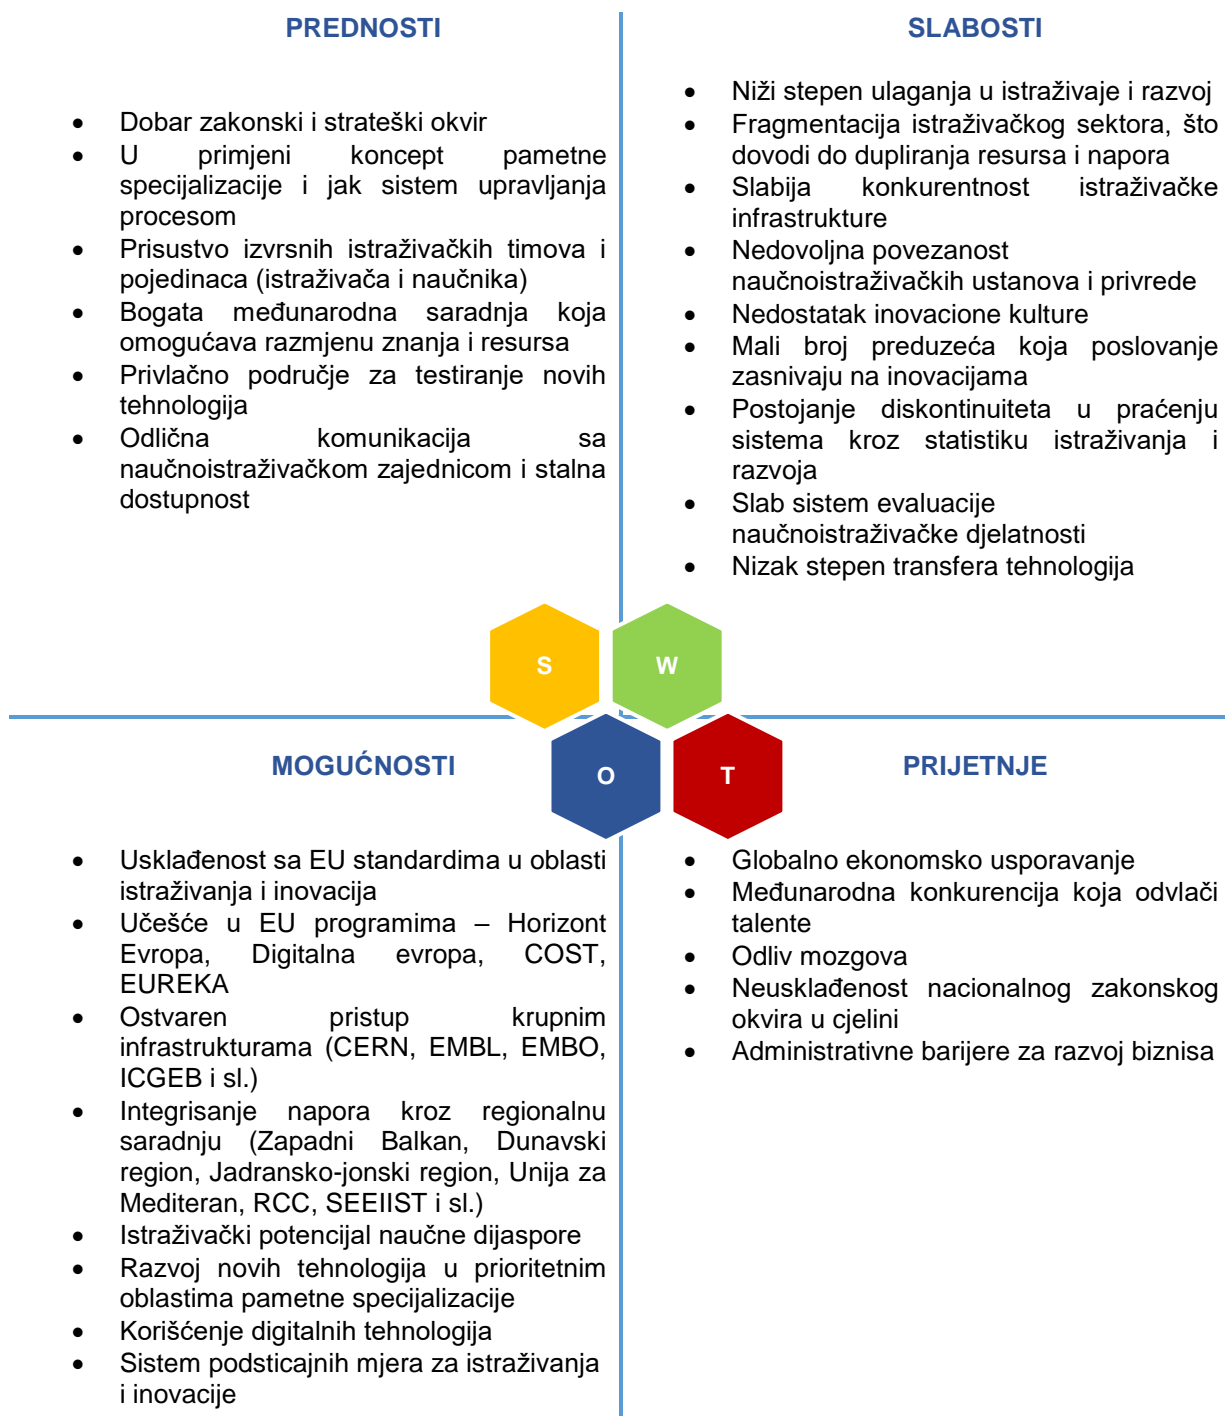 PREDNOSTI
Dobar zakonski i strateški okvir
U primjeni koncept pametne
specijalizacije i jak sistem upravljanja
procesom
Prisustvo izvrsnih istraživačkih timova i
pojedinaca (istraživača i naučnika)
Bogata međunarodna saradnja koja
omogućava razmjenu znanja i resursa
Privlačno područje za testiranje novih
tehnologija
Odlična komunikacija sa
naučnoistraživačkom zajednicom i stalna
dostupnost
SLABOSTI
Niži stepen ulaganja u istraživaje i razvoj
Fragmentacija istraživačkog sektora, što
dovodi do dupliranja resursa i napora
Slabija konkurentnost istraživačke
infrastrukture
Nedovoljna povezanost
naučnoistraživačkih ustanova i privrede
Nedostatak inovacione kulture
Mali broj preduzeća koja poslovanje
zasnivaju na inovacijama
Postojanje diskontinuiteta u praćenju
sistema kroz statistiku istraživanja i
razvoja
Slab sistem evaluacije
naučnoistraživačke djelatnosti
Nizak stepen transfera tehnologija
S
W
O
T
MOGUĆNOSTI
Usklađenost sa EU standardima u oblasti
istraživanja i inovacija
Učešće u EU programima – Horizont
Evropa, Digitalna evropa, COST,
EUREKA
Ostvaren pristup krupnim
infrastrukturama (CERN, EMBL, EMBO,
ICGEB i sl.)
Integrisanje napora kroz regionalnu
saradnju (Zapadni Balkan, Dunavski
region, Jadransko-jonski region, Unija za
Mediteran, RCC, SEEIIST i sl.)
Istraživački potencijal naučne dijaspore
Razvoj novih tehnologija u prioritetnim
oblastima pametne specijalizacije
Korišćenje digitalnih tehnologija
Sistem podsticajnih mjera za istraživanja
i inovacije
PRIJETNJE
Globalno ekonomsko usporavanje
Međunarodna konkurencija koja odvlači
talente
Odliv mozgova
Neusklađenost nacionalnog zakonskog
okvira u cjelini
Administrativne barijere za razvoj biznisa